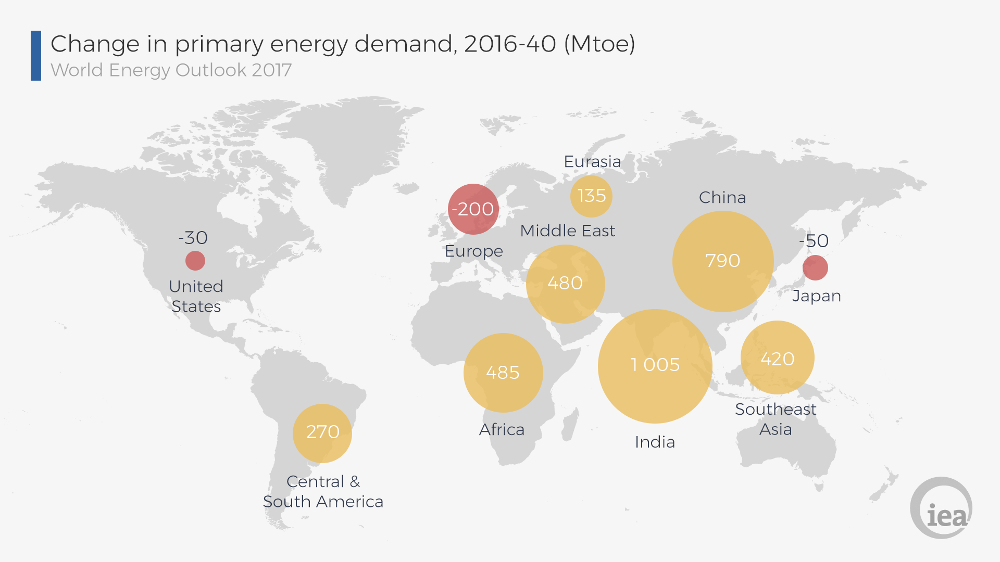 Change in primary energy demand, 2016-40 (Mtoe)
World Energy Outlook 2017
Eurasia
135
China
790
-200
Europe
Middle East
480
-30
United
States
-50
Japan
485
Africa
1 005
India
420
Southeast
Asia
270
Central &
South America
iea